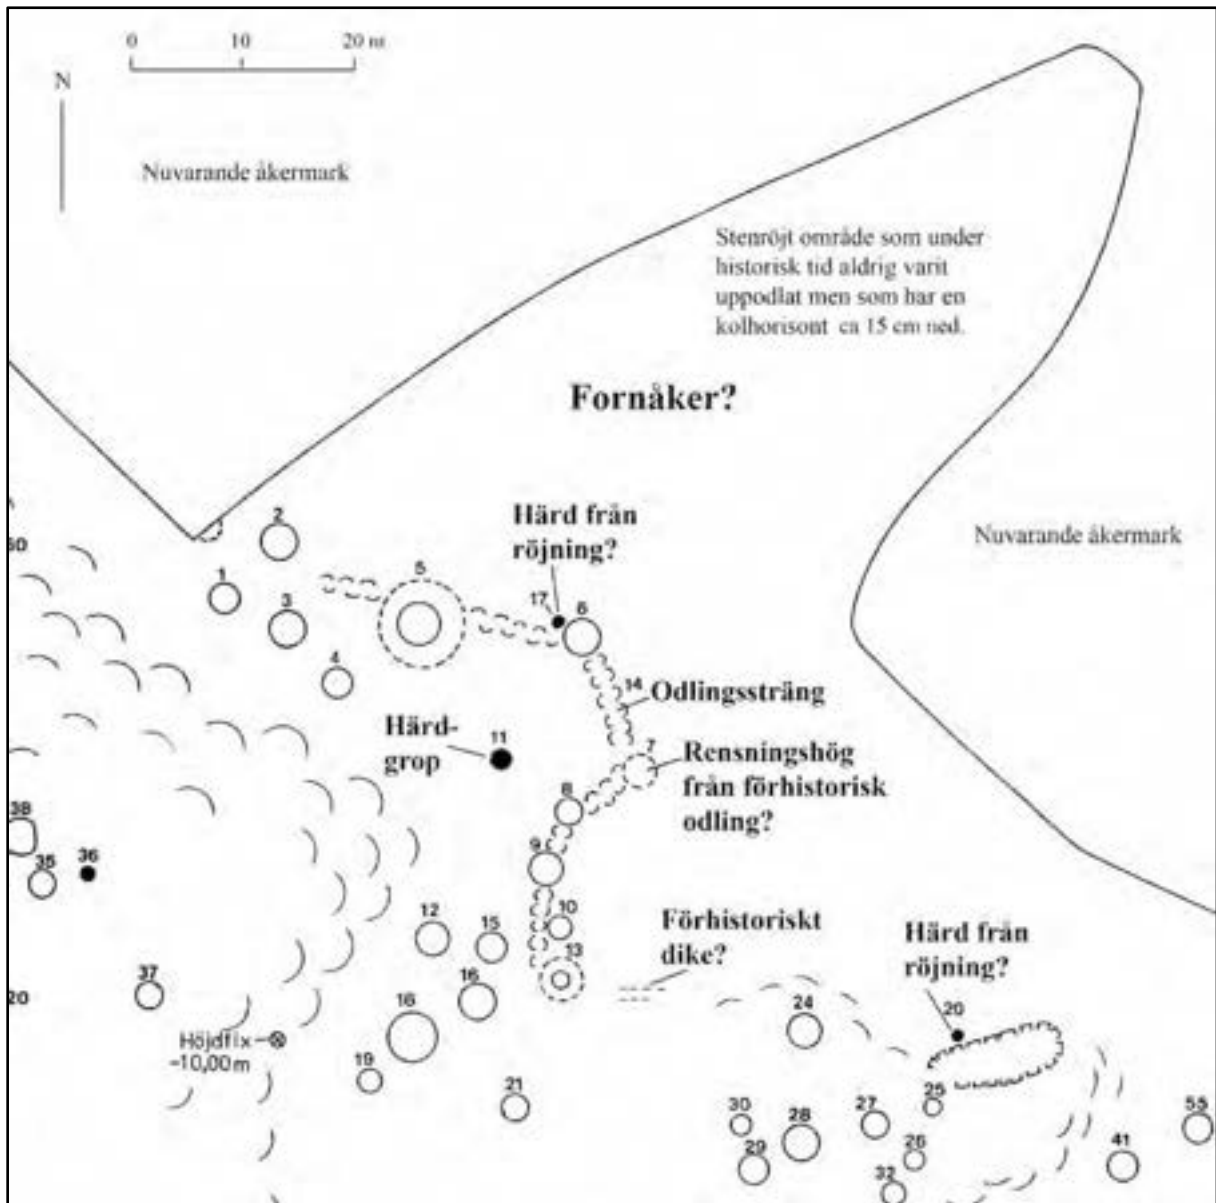 0 10 20 m
N
Nuvarande åkermark
Stenröjt område som under
historisk tid aldrig varit
uppodlat men som har en
kolhorisont ca 15 cm ned.
Fornåker?
Härd från
röjning?
Nuvarande åkermark
2
1
3
5
17
6
4
14
Odlingssträng
Härd-
grop
11
7
Rensningshög
från förhistorisk
odling?
8
38
35
36
9
12
15
10
13
Förhistoriskt
dike?
Härd från
röjning?
37
20
16
16
24
20
Höjdfix
-10,00m
19
21
30
28
27
25
55
29
26
41
32